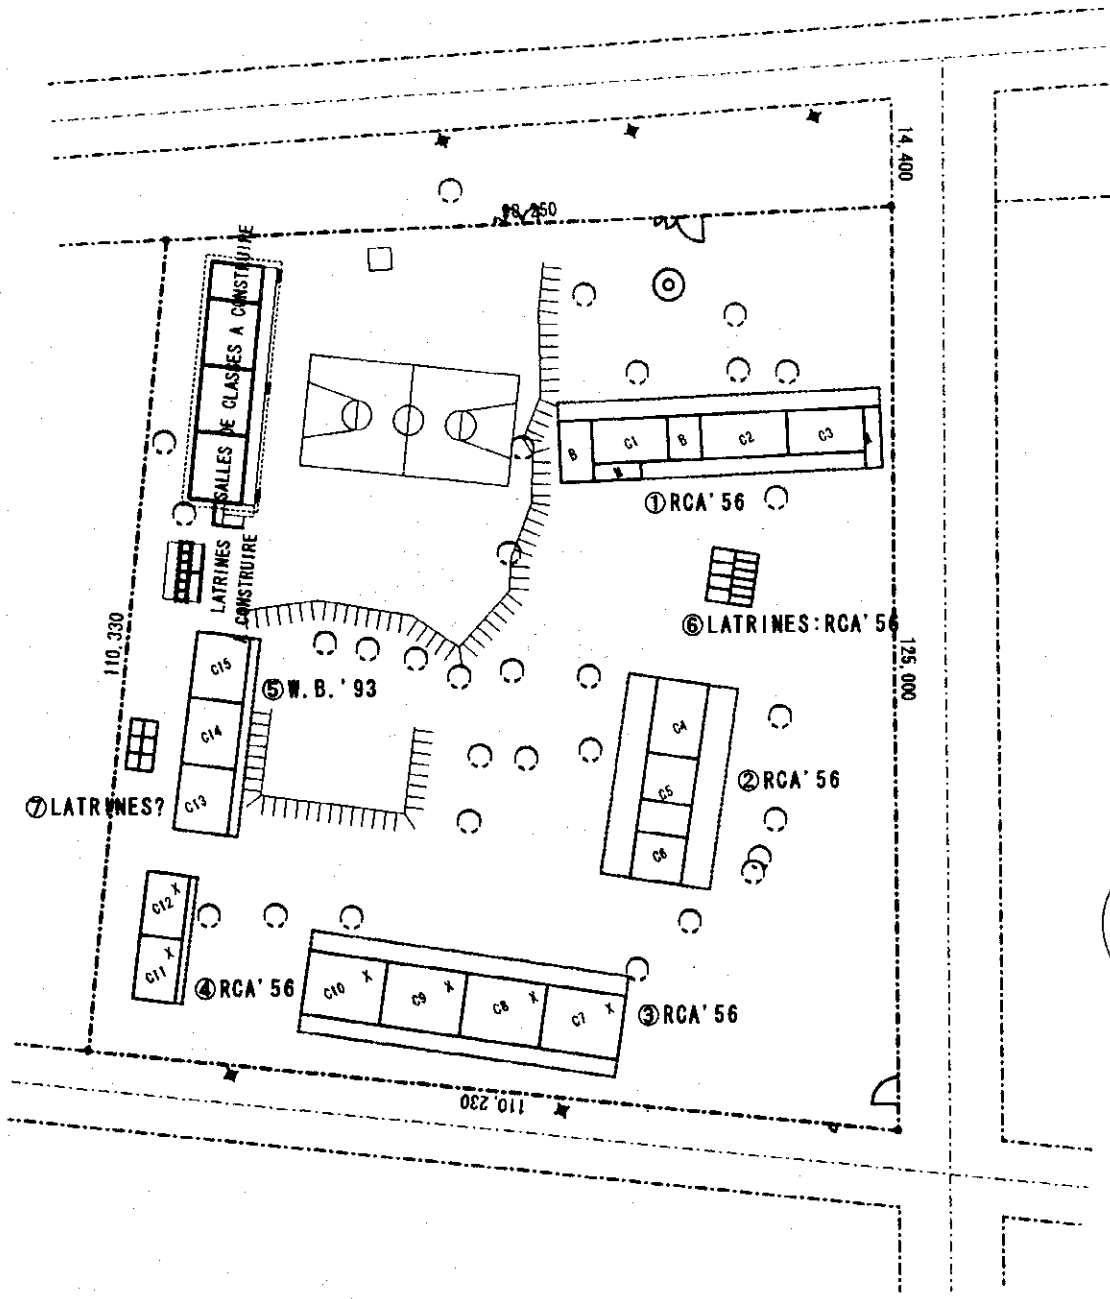 14,400
98,250
SALLES DE CLASSES A CONSTRUIRE
B
C1
B
C2
C3
A
①RCA'56
LATRINES
A CONSTRUIRE
⑥LATRINES:RCA'56
110,330
125,000
C15
⑤W.B.'93
C14
C13
C4
C5
C6
②RCA'56
⑦LATRINES?
C12 X
C11 X
④RCA'56
C10 X
C9 X
C8 X
C7 X
③RCA'56
110,230